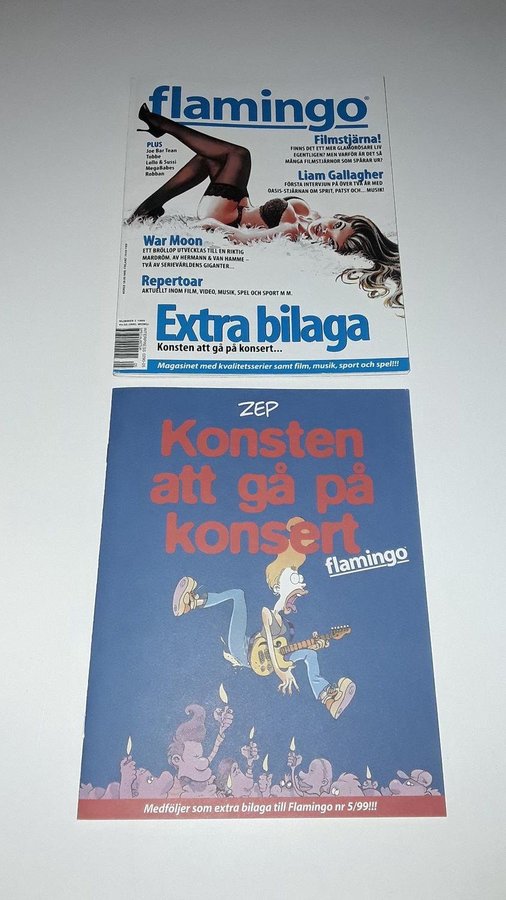 flamingo®
Filmstjärna!
FINNS DET ETT MER GLAMORÖSARE LIV
EGENTLIGEN? MEN VARFÖR ÄR DET SÅ
MÅNGA FILMSTJÄRNOR SOM SPÅRAR UR?
PLUS
Joe Bar Team
Tobbe
Lallo & Sussi
MegaBabes
Robban
Liam Gallagher
FÖRSTA INTERVJUN PÅ ÖVER TVÅ ÅR MED
OASIS-STJÄRNAN OM SPRIT, PATSY OCH... MUSIK!
War Moon
ETT BRÖLLOP UTVECKLAS TILL EN RIKTIG
MARDRÖM. AV HERMANN & VAN HAMME –
TVÅ AV SERIEVÄRLDENS GIGANTER...
Repertoar
AKTUELLT INOM FILM, VIDEO, MUSIK, SPEL OCH SPORT M M.
Extra bilaga
Konsten att gå på konsert...
Magasinet med kvalitetsserier samt film, musik, sport och spel!!!
ZEP
Konsten
att gå på
konsert
flamingo
Medföljer som extra bilaga till Flamingo nr 5/99!!!